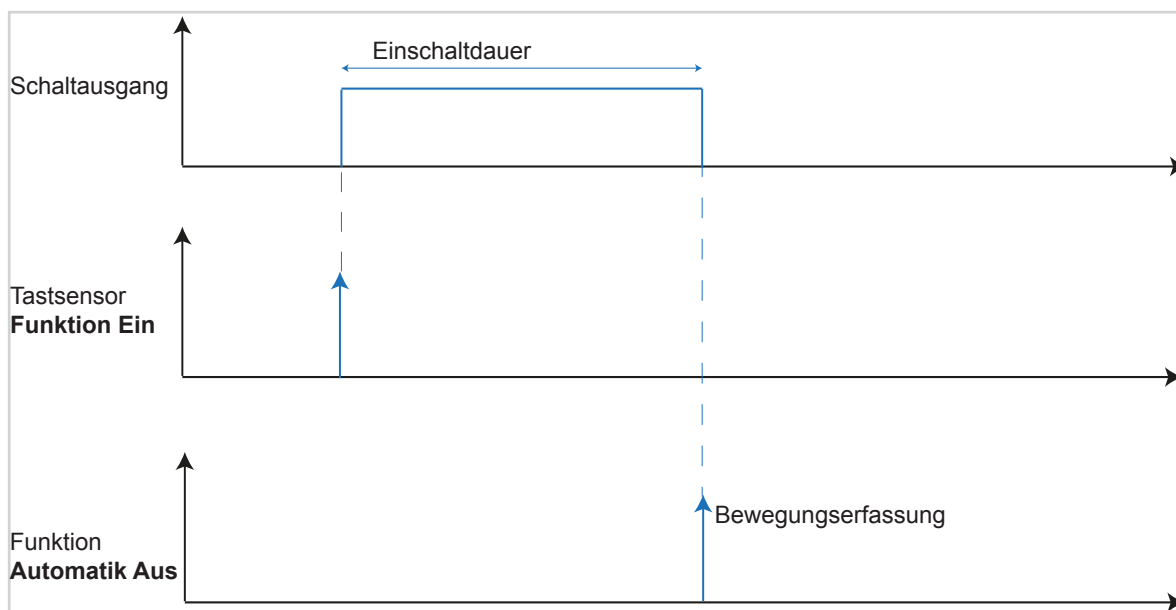 Einschaltdauer
Schaltausgang
Tastsensor
Funktion Ein
Bewegungserfassung
Funktion
Automatik Aus